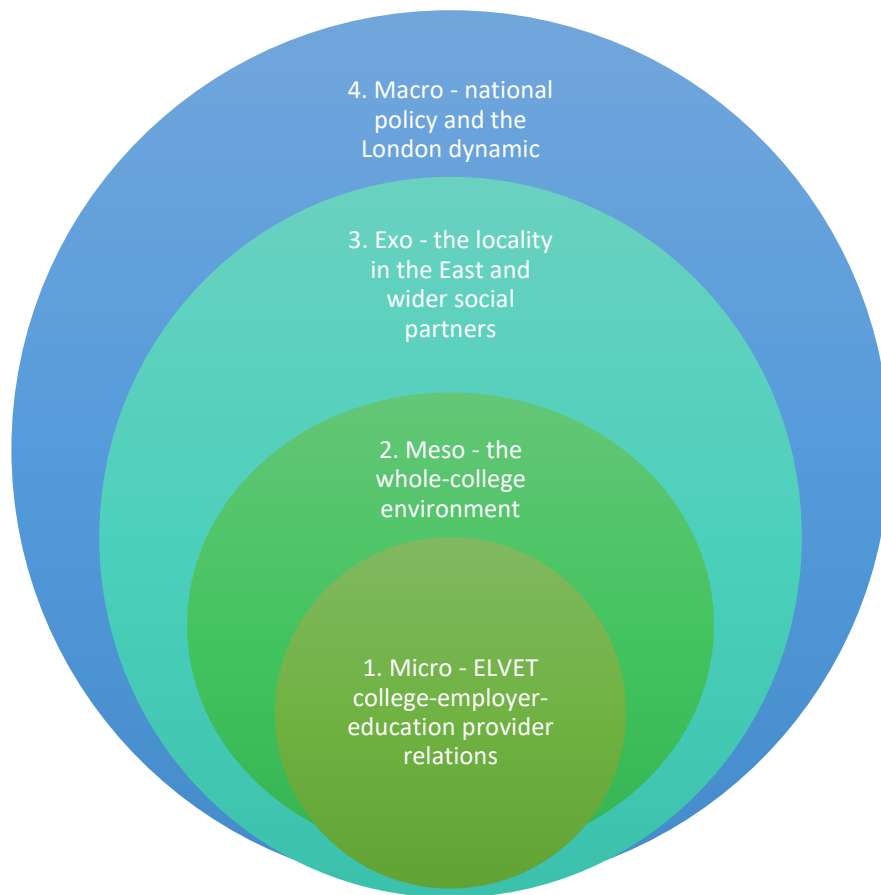 4. Macro - national
policy and the
London dynamic
3. Exo - the locality
in the East and
wider social
partners
2. Meso - the
whole-college
environment
1. Micro - ELVET
college-employer-
education provider
relations